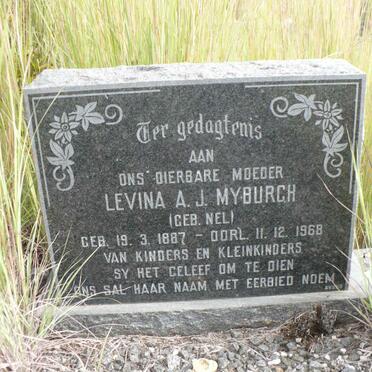 Ter gedagtenis
AAN
ONS DIERBARE MOEDER
LEVINA A. J. MYBURGH
(GEB. NEL)
GEB. 19. 3. 1887 - OORL. 11. 12. 1968
VAN KINDERS EN KLEINKINDERS
SY HET GELEEF OM TE DIEN
ONS SAL HAAR NAAM MET EERBIED NOEM